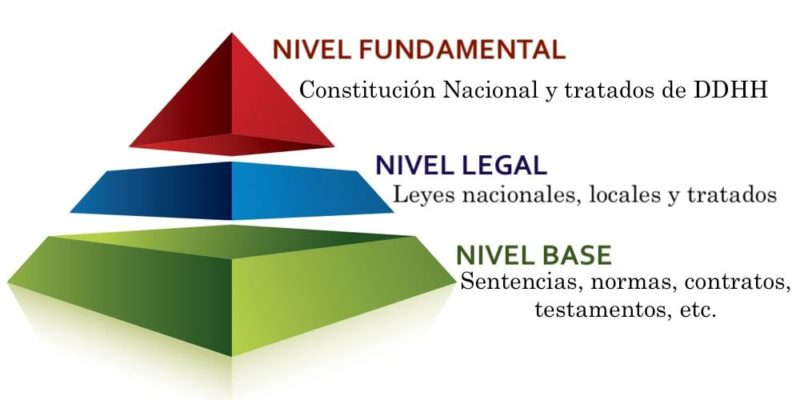 NIVEL FUNDAMENTAL
Constitución Nacional y tratados de DDHH
NIVEL LEGAL
Leyes nacionales, locales y tratados
NIVEL BASE
Sentencias, normas, contratos,
testamentos, etc.